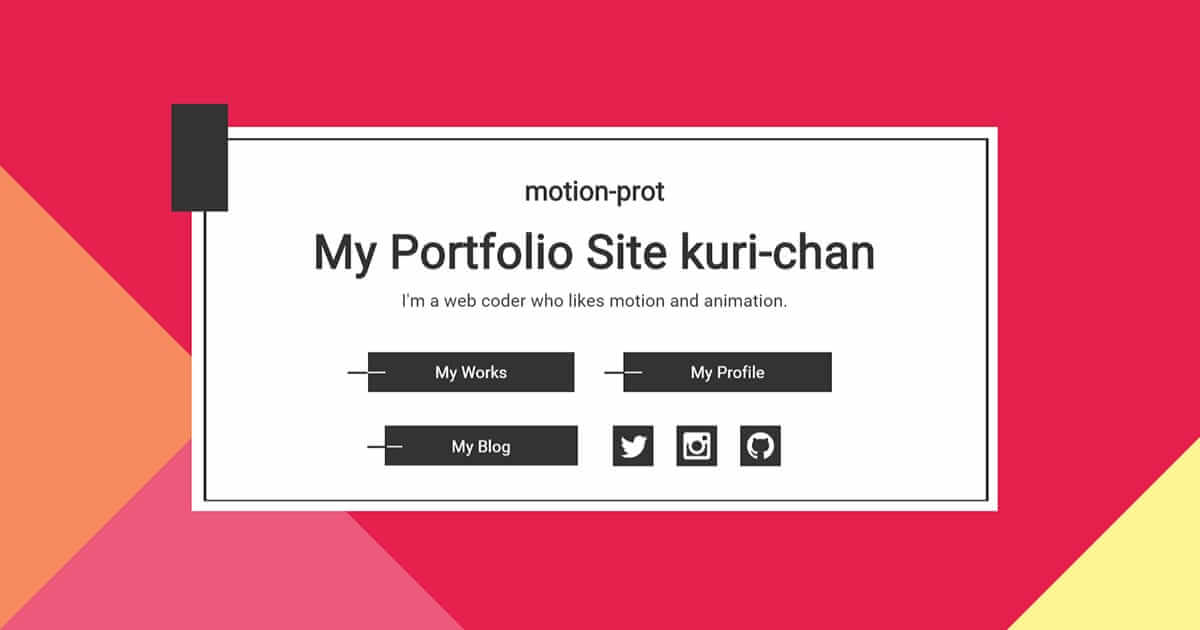 motion-prot
My Portfolio Site kuri-chan
I'm a web coder who likes motion and animation.
My Works
My Profile
My Blog